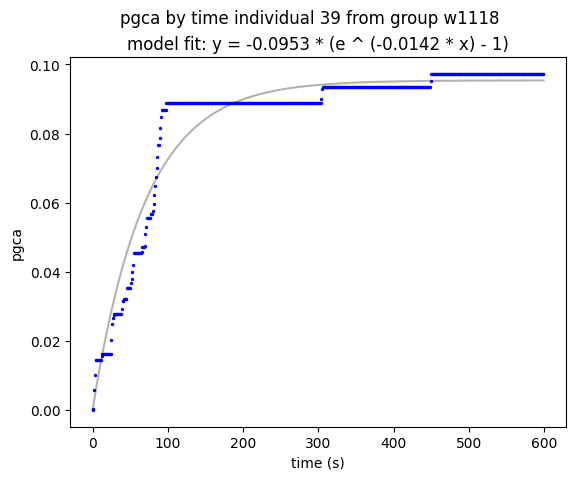 pgca by time individual 39 from group w1118
model fit: y = -0.0953 * (e ^ (-0.0142 * x) - 1)
0.10
0.08
0.06
0.04
0.02
0.00
pgca
0 100 200 300 400 500 600
time (s)